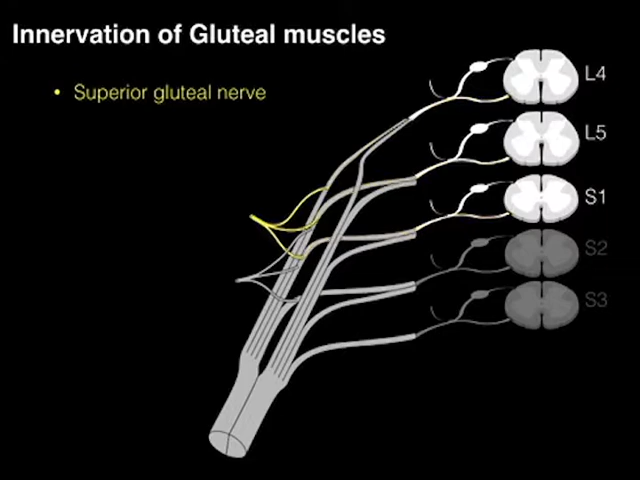 Innervation of Gluteal muscles
• Superior gluteal nerve
L4
L5
S1
S2
S3